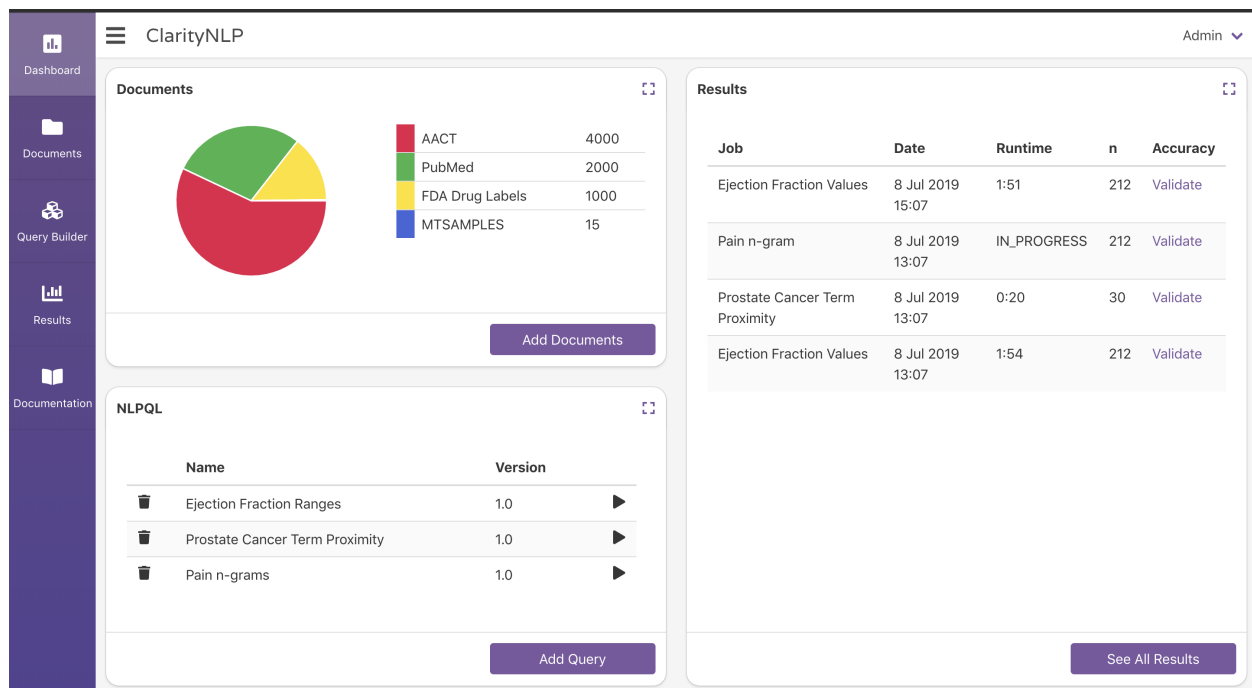 ClarityNLP
Admin
Dashboard
Documents
Query Builder
Results
Documentation
Documents
AACT 4000
PubMed 2000
FDA Drug Labels 1000
MTSAMPLES 15
Add Documents
NLPQL
Name Version
Ejection Fraction Ranges 1.0
Prostate Cancer Term Proximity 1.0
Pain n-grams 1.0
Add Query
Results
Job Date Runtime n Accuracy
Ejection Fraction Values 8 Jul 2019 1:51 212 Validate
15:07
Pain n-gram 8 Jul 2019 IN_PROGRESS 212 Validate
13:07
Prostate Cancer Term 8 Jul 2019 0:20 30 Validate
Proximity 13:07
Ejection Fraction Values 8 Jul 2019 1:54 212 Validate
13:07
See All Results